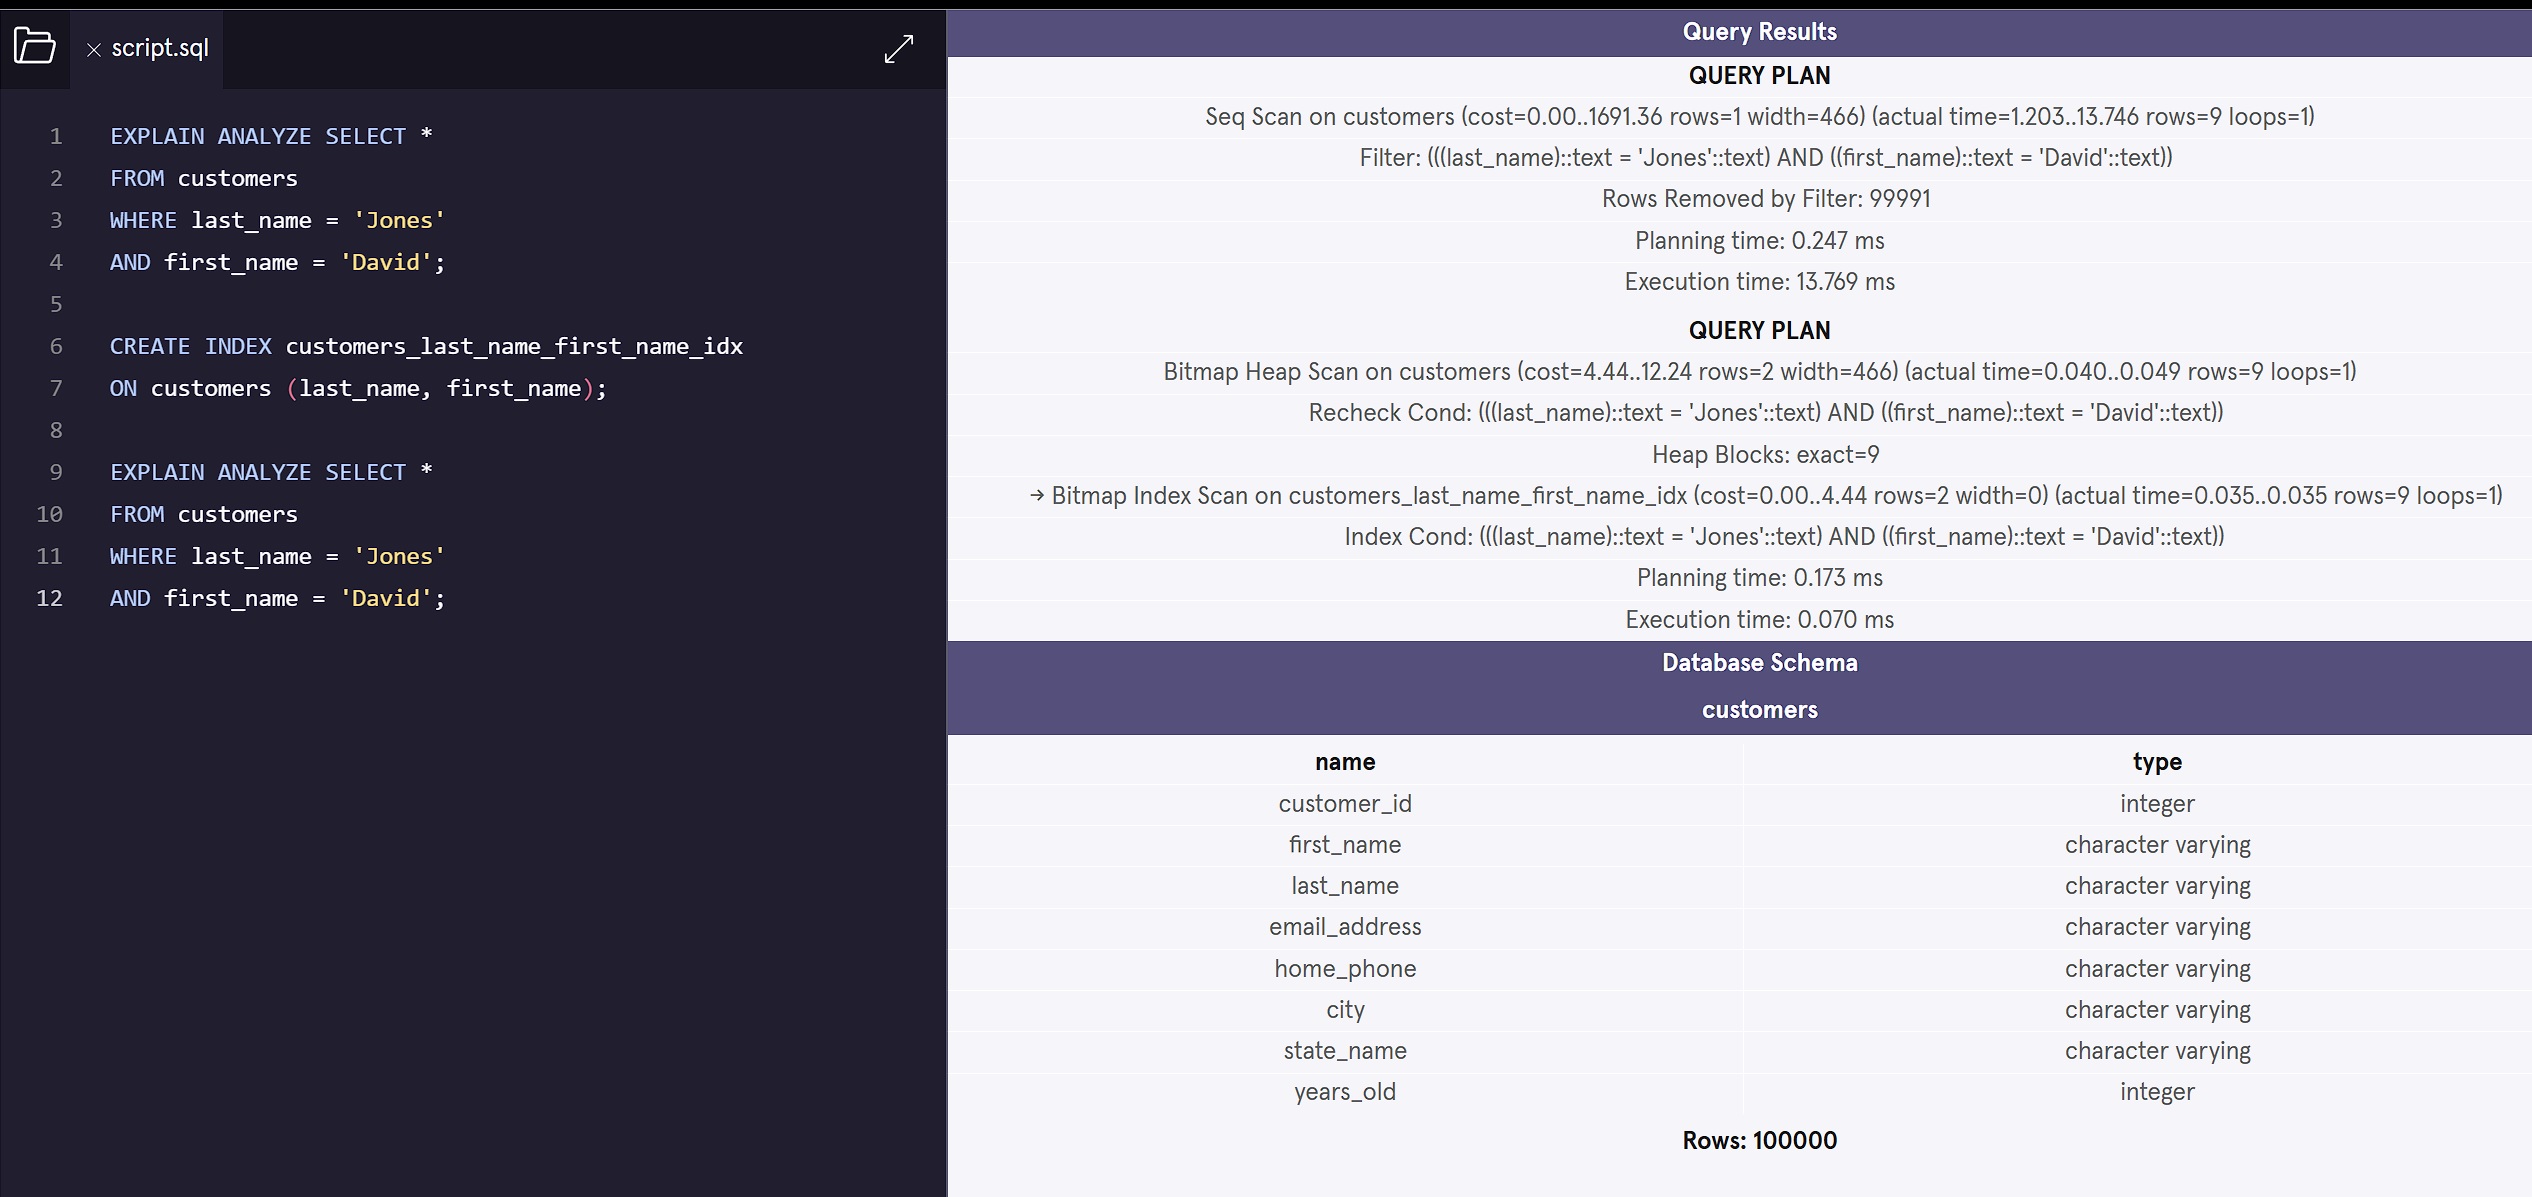 script.sql
1 EXPLAIN ANALYZE SELECT *
2 FROM customers
3 WHERE last_name = 'Jones'
4 AND first_name = 'David';
5
6 CREATE INDEX customers_last_name_first_name_idx
7 ON customers (last_name, first_name);
8
9 EXPLAIN ANALYZE SELECT *
10 FROM customers
11 WHERE last_name = 'Jones'
12 AND first_name = 'David';
Query Results
QUERY PLAN
Seq Scan on customers (cost=0.00..1691.36 rows=1 width=466) (actual time=1.203..13.746 rows=9 loops=1)
Filter: (((last_name)::text = 'Jones'::text) AND ((first_name)::text = 'David'::text))
Rows Removed by Filter: 99991
Planning time: 0.247 ms
Execution time: 13.769 ms
QUERY PLAN
Bitmap Heap Scan on customers (cost=4.44..12.24 rows=2 width=466) (actual time=0.040..0.049 rows=9 loops=1)
Recheck Cond: (((last_name)::text = 'Jones'::text) AND ((first_name)::text = 'David'::text))
Heap Blocks: exact=9
→ Bitmap Index Scan on customers_last_name_first_name_idx (cost=0.00..4.44 rows=2 width=0) (actual time=0.035..0.035 rows=9 loops=1)
Index Cond: (((last_name)::text = 'Jones'::text) AND ((first_name)::text = 'David'::text))
Planning time: 0.173 ms
Execution time: 0.070 ms
Database Schema
customers
name type
customer_id integer
first_name character varying
last_name character varying
email_address character varying
home_phone character varying
city character varying
state_name character varying
years_old integer
Rows: 100000